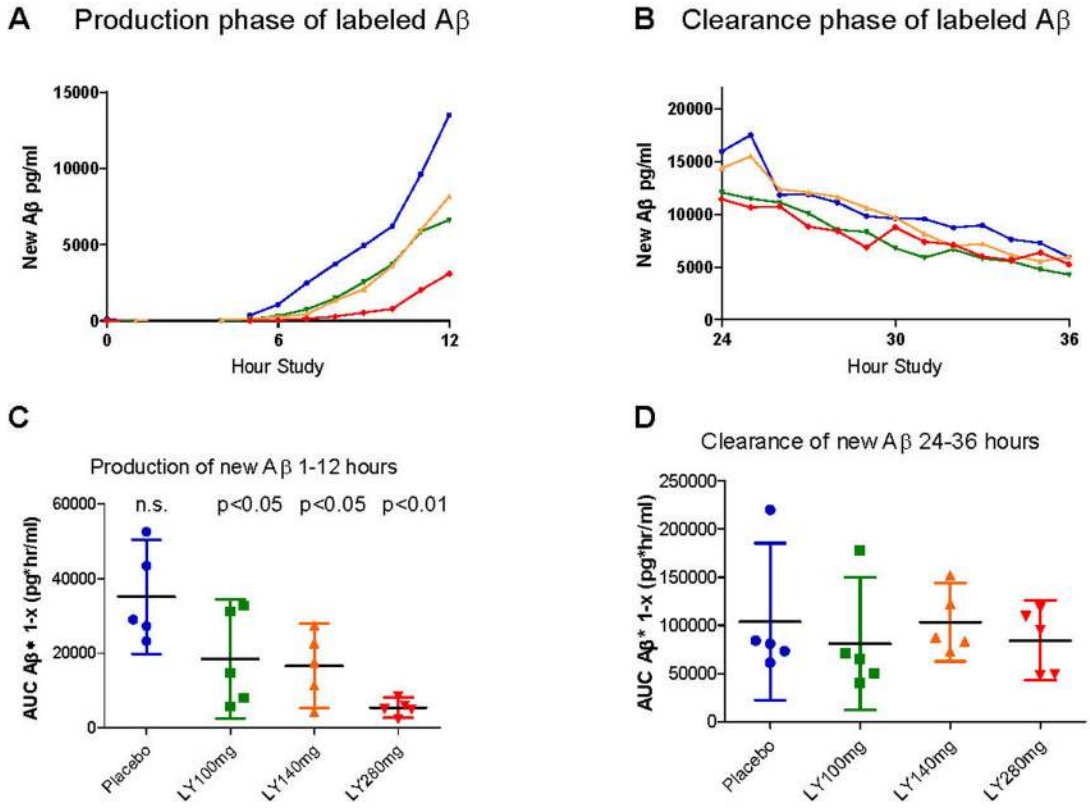 A Production phase of labeled Aβ
15000
10000
5000
0
New Aβ pg/ml
0 6 12
Hour Study
B Clearance phase of labeled Aβ
20000
15000
10000
5000
0
New Aβ pg/ml
24 30 36
Hour Study
C
Production of new Aβ 1-12 hours
60000
40000
20000
0
n.s. p<0.05 p<0.05 p<0.01
AUC Aβ* 1-x (pg*hr/ml)
Placebo LY100mg LY140mg LY280mg
D
Clearance of new Aβ 24-36 hours
250000
200000
150000
100000
50000
0
AUC Aβ* 1-x (pg*hr/ml)
Placebo LY100mg LY140mg LY280mg